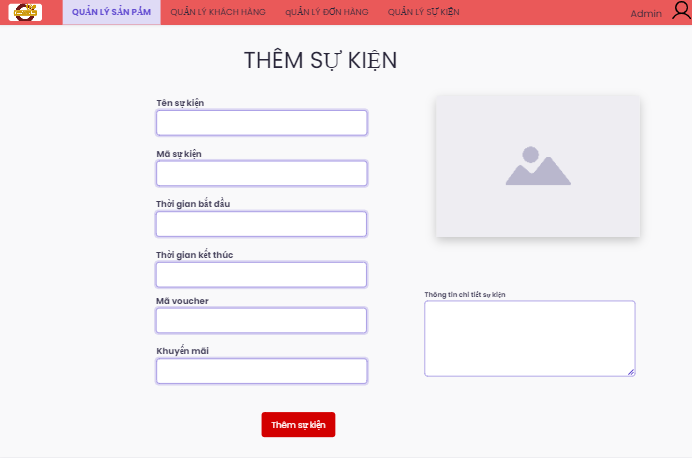 QUẢN LÝ SẢN PẨM QUẢN LÝ KHÁCH HÀNG QUẢN LÝ ĐƠN HÀNG QUẢN LÝ SỰ KIỆN Admin
THÊM SỰ KIỆN
Tên sự kiện
Mã sự kiện
Thời gian bắt đầu
Thời gian kết thúc
Mã voucher
Khuyến mãi
Thông tin chi tiết sự kiện
Thêm sự kiện